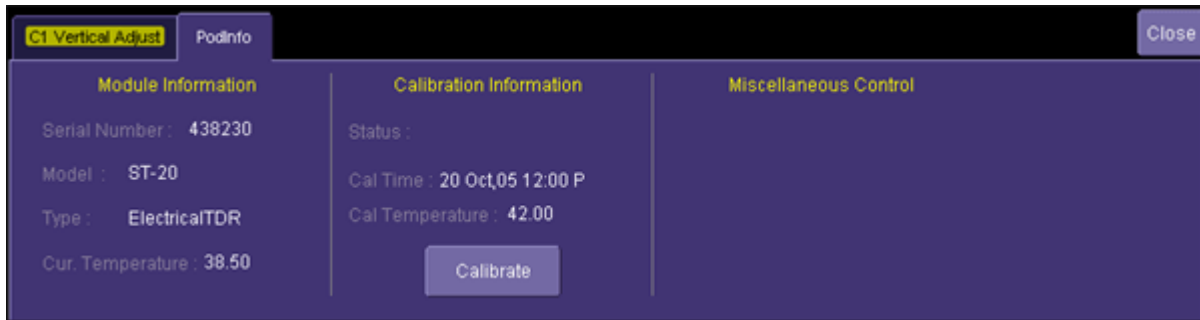 C1 Vertical Adjust
PodInfo
Close
Module Information
Serial Number : 438230
Model : ST-20
Type : ElectricalTDR
Cur. Temperature : 38.50
Calibration Information
Status :
Cal Time : 20 Oct,05 12:00 P
Cal Temperature : 42.00
Calibrate
Miscellaneous Control